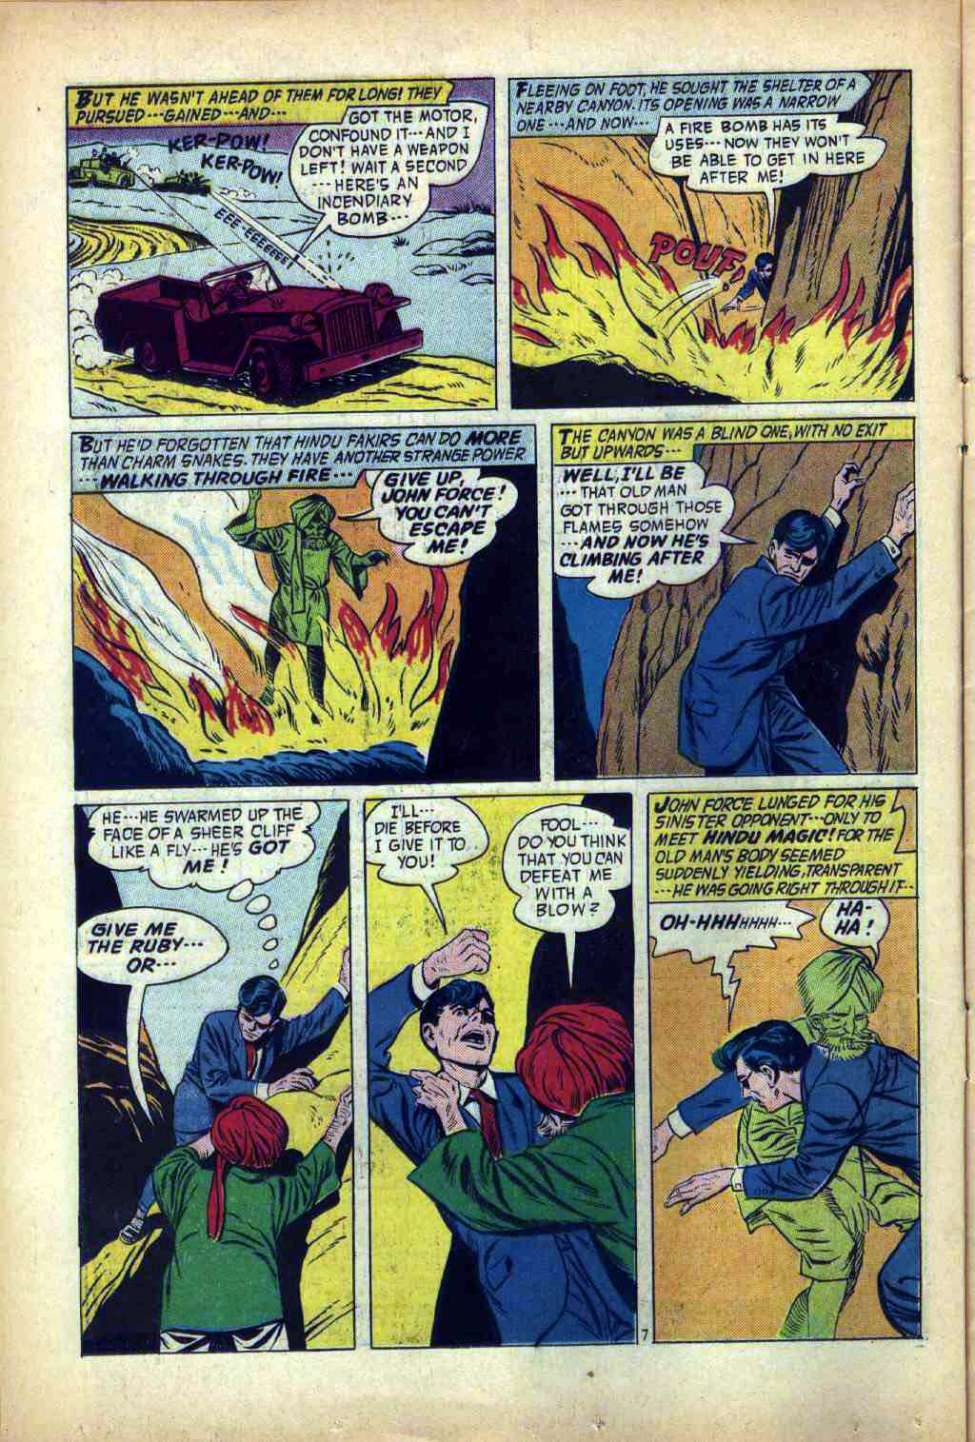 BUT HE WASN'T AHEAD OF THEM FOR LONG! THEY
PURSUED---GAINED---AND---
KER-POW!
KER-POW!
EEE-EEEEEEE!
GOT THE MOTOR,
CONFOUND IT---AND I
DON'T HAVE A WEAPON
LEFT! WAIT A SECOND
---HERE'S AN
INCENDIARY
BOMB---
FLEEING ON FOOT, HE SOUGHT THE SHELTER OF A
NEARBY CANYON. ITS OPENING WAS A NARROW
ONE---AND NOW---
A FIRE BOMB HAS ITS
USES---NOW THEY WON'T
BE ABLE TO GET IN HERE
AFTER ME!
POUF!
BUT HE'D FORGOTTEN THAT HINDU FAKIRS CAN DO MORE
THAN CHARM SNAKES. THEY HAVE ANOTHER STRANGE POWER
---WALKING THROUGH FIRE---
GIVE UP,
JOHN FORCE!
YOU CAN'T
ESCAPE
ME!
THE CANYON WAS A BLIND ONE, WITH NO EXIT
BUT UPWARDS---
WELL, I'LL BE
---THAT OLD MAN
GOT THROUGH THOSE
FLAMES SOMEHOW
---AND NOW HE'S
CLIMBING AFTER
ME!
HE---HE SWARMED UP THE
FACE OF A SHEER CLIFF
LIKE A FLY---HE'S GOT
ME!
GIVE ME
THE RUBY---
OR---
I'LL---
DIE BEFORE
I GIVE IT TO
YOU!
FOOL---
DO YOU THINK
THAT YOU CAN
DEFEAT ME
WITH A
BLOW?
7
JOHN FORCE LUNGED FOR HIS
SINISTER OPPONENT---ONLY TO
MEET HINDU MAGIC! FOR THE
OLD MAN'S BODY SEEMED
SUDDENLY YIELDING, TRANSPARENT
---HE WAS GOING RIGHT THROUGH IT--
OH-HHHHHHH---
HA-
HA!